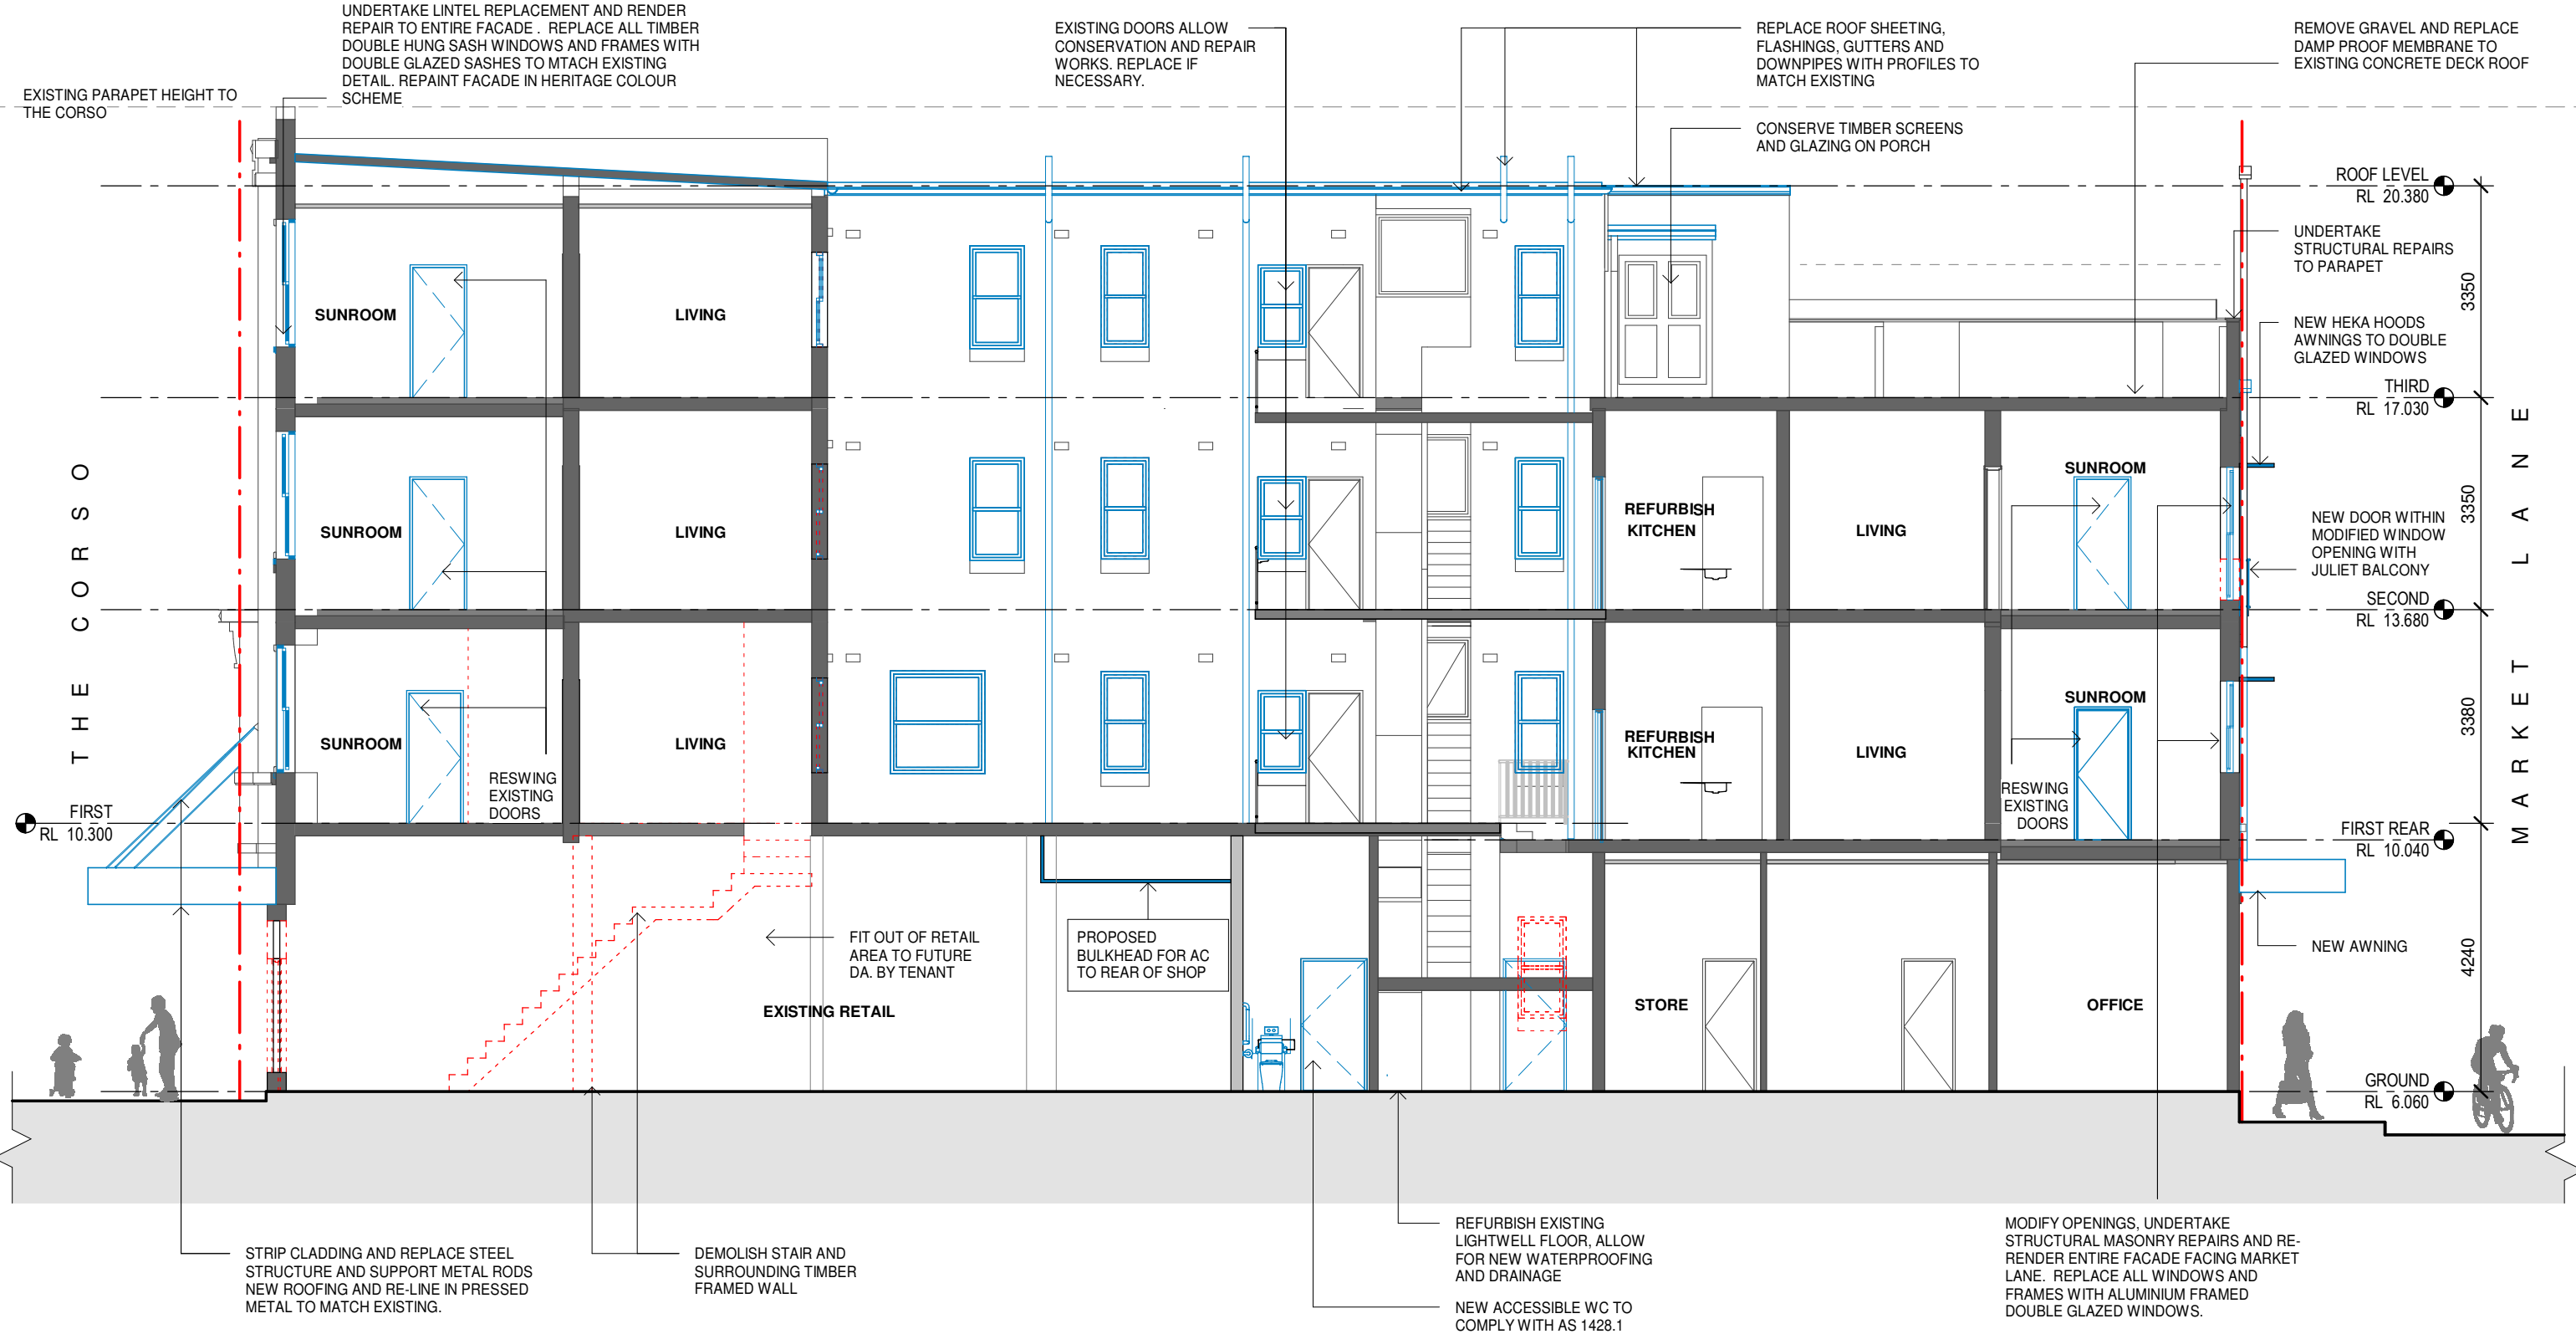 UNDERTAKE LINTEL REPLACEMENT AND RENDER
REPAIR TO ENTIRE FACADE . REPLACE ALL TIMBER
DOUBLE HUNG SASH WINDOWS AND FRAMES WITH
DOUBLE GLAZED SASHES TO MTACH EXISTING
DETAIL. REPAINT FACADE IN HERITAGE COLOUR
SCHEME
EXISTING PARAPET HEIGHT TO
THE CORSO
EXISTING DOORS ALLOW
CONSERVATION AND REPAIR
WORKS. REPLACE IF
NECESSARY.
REPLACE ROOF SHEETING,
FLASHINGS, GUTTERS AND
DOWNPIPES WITH PROFILES TO
MATCH EXISTING
CONSERVE TIMBER SCREENS
AND GLAZING ON PORCH
REMOVE GRAVEL AND REPLACE
DAMP PROOF MEMBRANE TO
EXISTING CONCRETE DECK ROOF
ROOF LEVEL
RL 20.380
UNDERTAKE
STRUCTURAL REPAIRS
TO PARAPET
3350
NEW HEKA HOODS
AWNINGS TO DOUBLE
GLAZED WINDOWS
THIRD
RL 17.030
SUNROOM
LIVING
THE CORSO
SUNROOM
LIVING
REFURBISH
KITCHEN
LIVING
SUNROOM
3350
MARKET LANE
NEW DOOR WITHIN
MODIFIED WINDOW
OPENING WITH
JULIET BALCONY
SECOND
RL 13.680
SUNROOM
LIVING
REFURBISH
KITCHEN
LIVING
SUNROOM
3380
RESWING
EXISTING
DOORS
RESWING
EXISTING
DOORS
FIRST
RL 10.300
FIRST REAR
RL 10.040
FIT OUT OF RETAIL
AREA TO FUTURE
DA. BY TENANT
PROPOSED
BULKHEAD FOR AC
TO REAR OF SHOP
NEW AWNING
4240
EXISTING RETAIL
STORE
OFFICE
GROUND
RL 6.060
STRIP CLADDING AND REPLACE STEEL
STRUCTURE AND SUPPORT METAL RODS
NEW ROOFING AND RE-LINE IN PRESSED
METAL TO MATCH EXISTING.
DEMOLISH STAIR AND
SURROUNDING TIMBER
FRAMED WALL
REFURBISH EXISTING
LIGHTWELL FLOOR, ALLOW
FOR NEW WATERPROOFING
AND DRAINAGE
NEW ACCESSIBLE WC TO
COMPLY WITH AS 1428.1
MODIFY OPENINGS, UNDERTAKE
STRUCTURAL MASONRY REPAIRS AND RE-
RENDER ENTIRE FACADE FACING MARKET
LANE. REPLACE ALL WINDOWS AND
FRAMES WITH ALUMINIUM FRAMED
DOUBLE GLAZED WINDOWS.